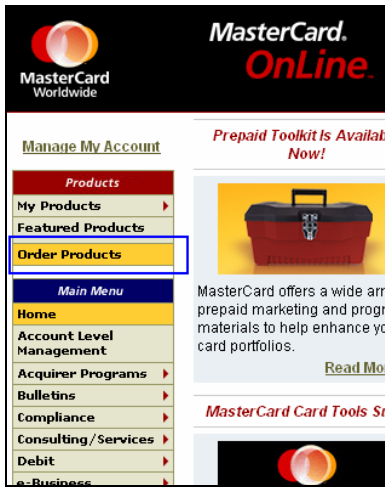 MasterCard
Worldwide
MasterCard.
OnLine
Manage My Account
Products
My Products
Featured Products
Order Products
Main Menu
Home
Account Level
Management
Acquirer Programs
Bulletins
Compliance
Consulting/Services
Debit
e-Business
Prepaid Toolkit Is Availab
Now!
MasterCard offers a wide arr
prepaid marketing and progr
materials to help enhance yo
card portfolios.
Read Mo
MasterCard Card Tools Su